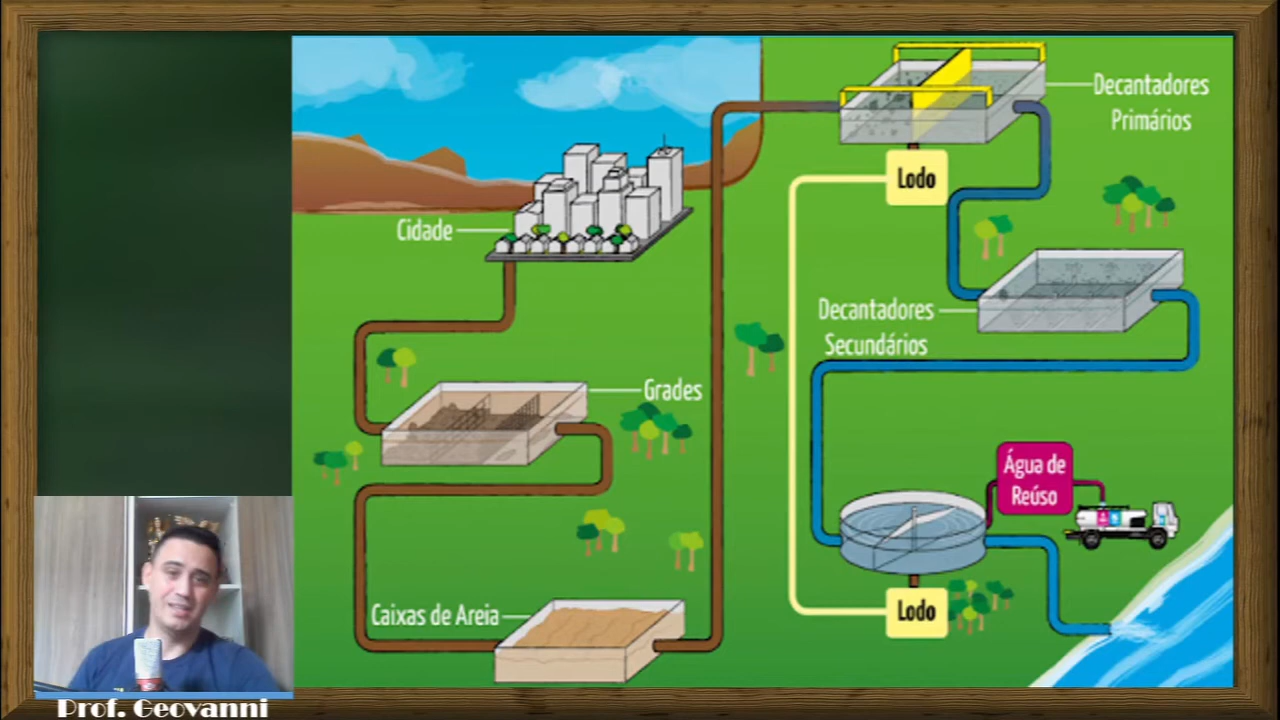 Cidade
Grades
Caixas de Areia
Decantadores
Primários
Lodo
Decantadores
Secundários
Água de
Reúso
Lodo
Prof. Geovanni